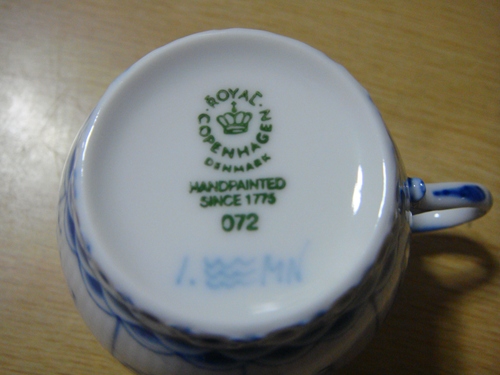 ROYAL
COPENHAGEN
DENMARK
HANDPAINTED
SINCE 1775
072
1. MN